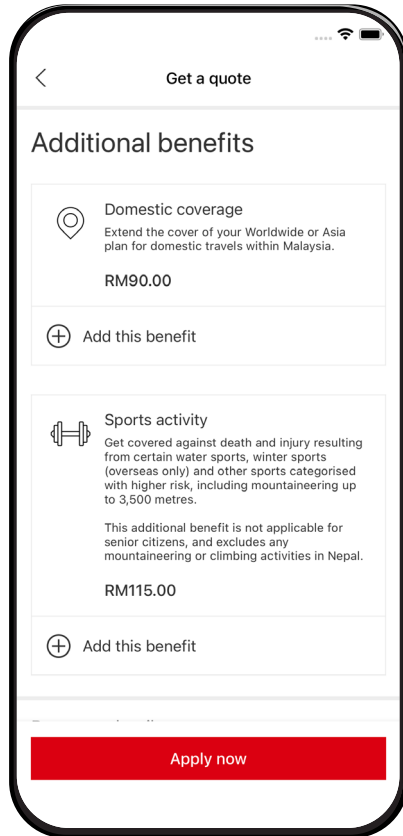 Get a quote
Additional benefits
Domestic coverage
Extend the cover of your Worldwide or Asia
plan for domestic travels within Malaysia.
RM90.00
Add this benefit
Sports activity
Get covered against death and injury resulting
from certain water sports, winter sports
(overseas only) and other sports categorised
with higher risk, including mountaineering up
to 3,500 metres.
This additional benefit is not applicable for
senior citizens, and excludes any
mountaineering or climbing activities in Nepal.
RM115.00
Add this benefit
Apply now